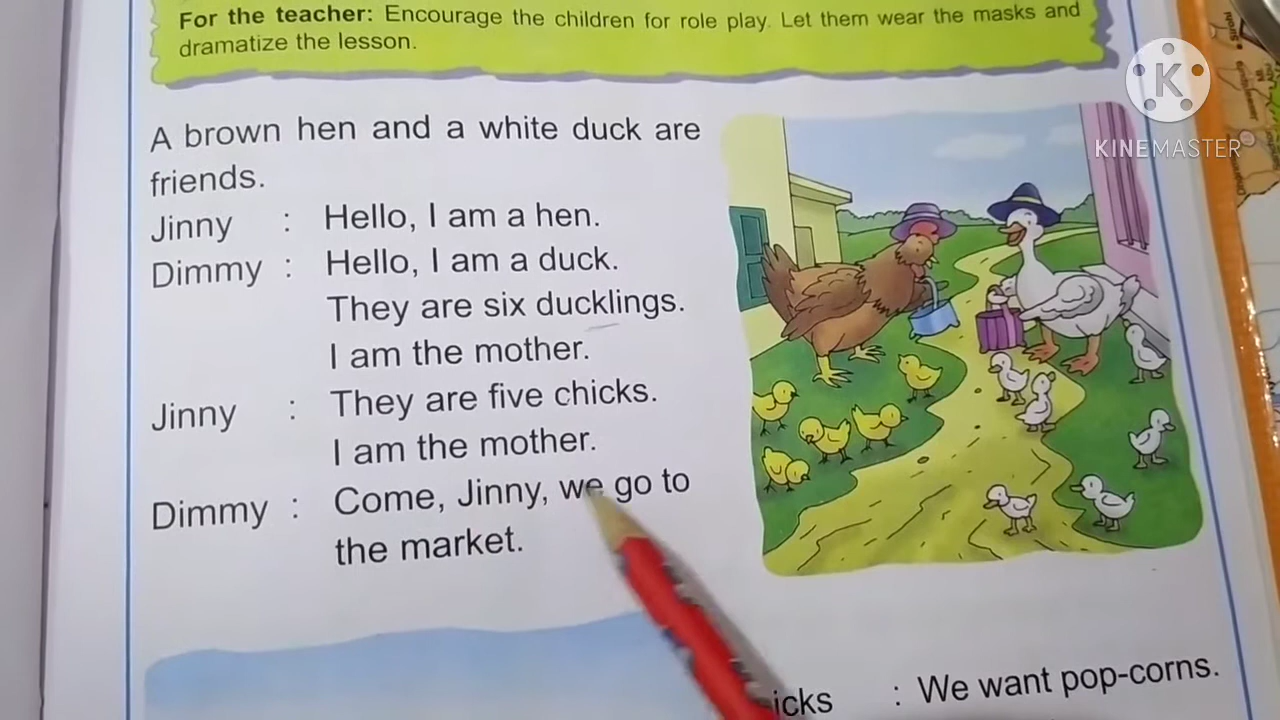 For the teacher: Encourage the children for role play. Let them wear the masks and
dramatize the lesson.
A brown hen and a white duck are
friends.
Jinny : Hello, I am a hen.
Dimmy : Hello, I am a duck.
They are six ducklings.
I am the mother.
Jinny : They are five chicks.
I am the mother.
Dimmy : Come, Jinny, we go to
the market.
icks : We want pop-corns.
K
KINEMASTER